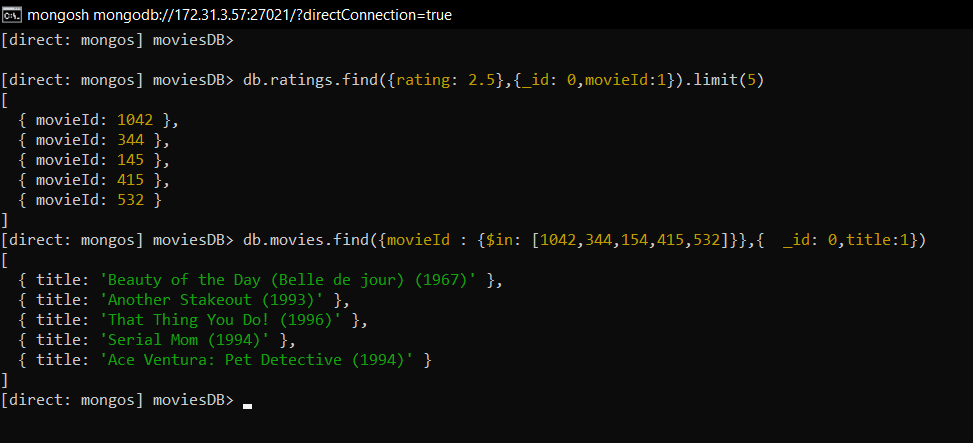 C:\. mongosh mongodb://172.31.3.57:27021/?directConnection=true
[direct: mongos] moviesDB>
[direct: mongos] moviesDB> db.ratings.find({rating: 2.5},{_id: 0,movieId:1}).limit(5)
[
  { movieId: 1042 },
  { movieId: 344 },
  { movieId: 145 },
  { movieId: 415 },
  { movieId: 532 }
]
[direct: mongos] moviesDB> db.movies.find({movieId : {$in: [1042,344,154,415,532]}},{  _id: 0,title:1})
[
  { title: 'Beauty of the Day (Belle de jour) (1967)' },
  { title: 'Another Stakeout (1993)' },
  { title: 'That Thing You Do! (1996)' },
  { title: 'Serial Mom (1994)' },
  { title: 'Ace Ventura: Pet Detective (1994)' }
]
[direct: mongos] moviesDB>